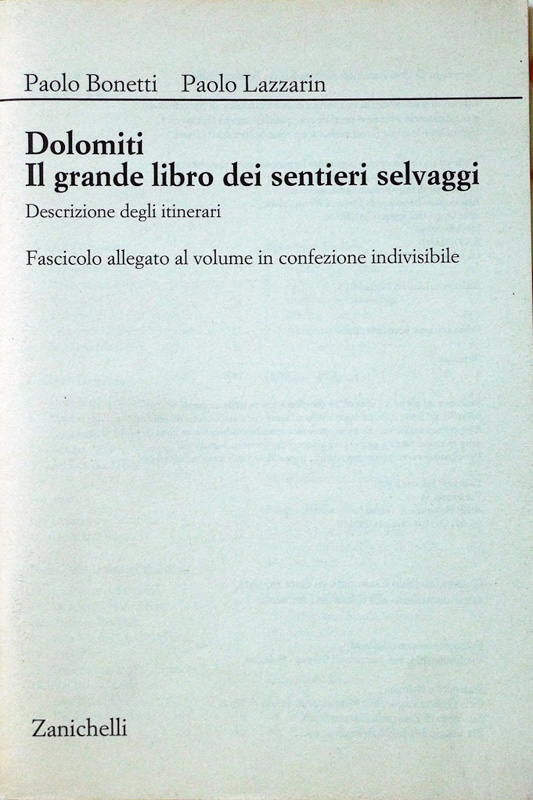 Paolo Bonetti Paolo Lazzarin
Dolomiti
Il grande libro dei sentieri selvaggi
Descrizione degli itinerari
Fascicolo allegato al volume in confezione indivisibile
Zanichelli